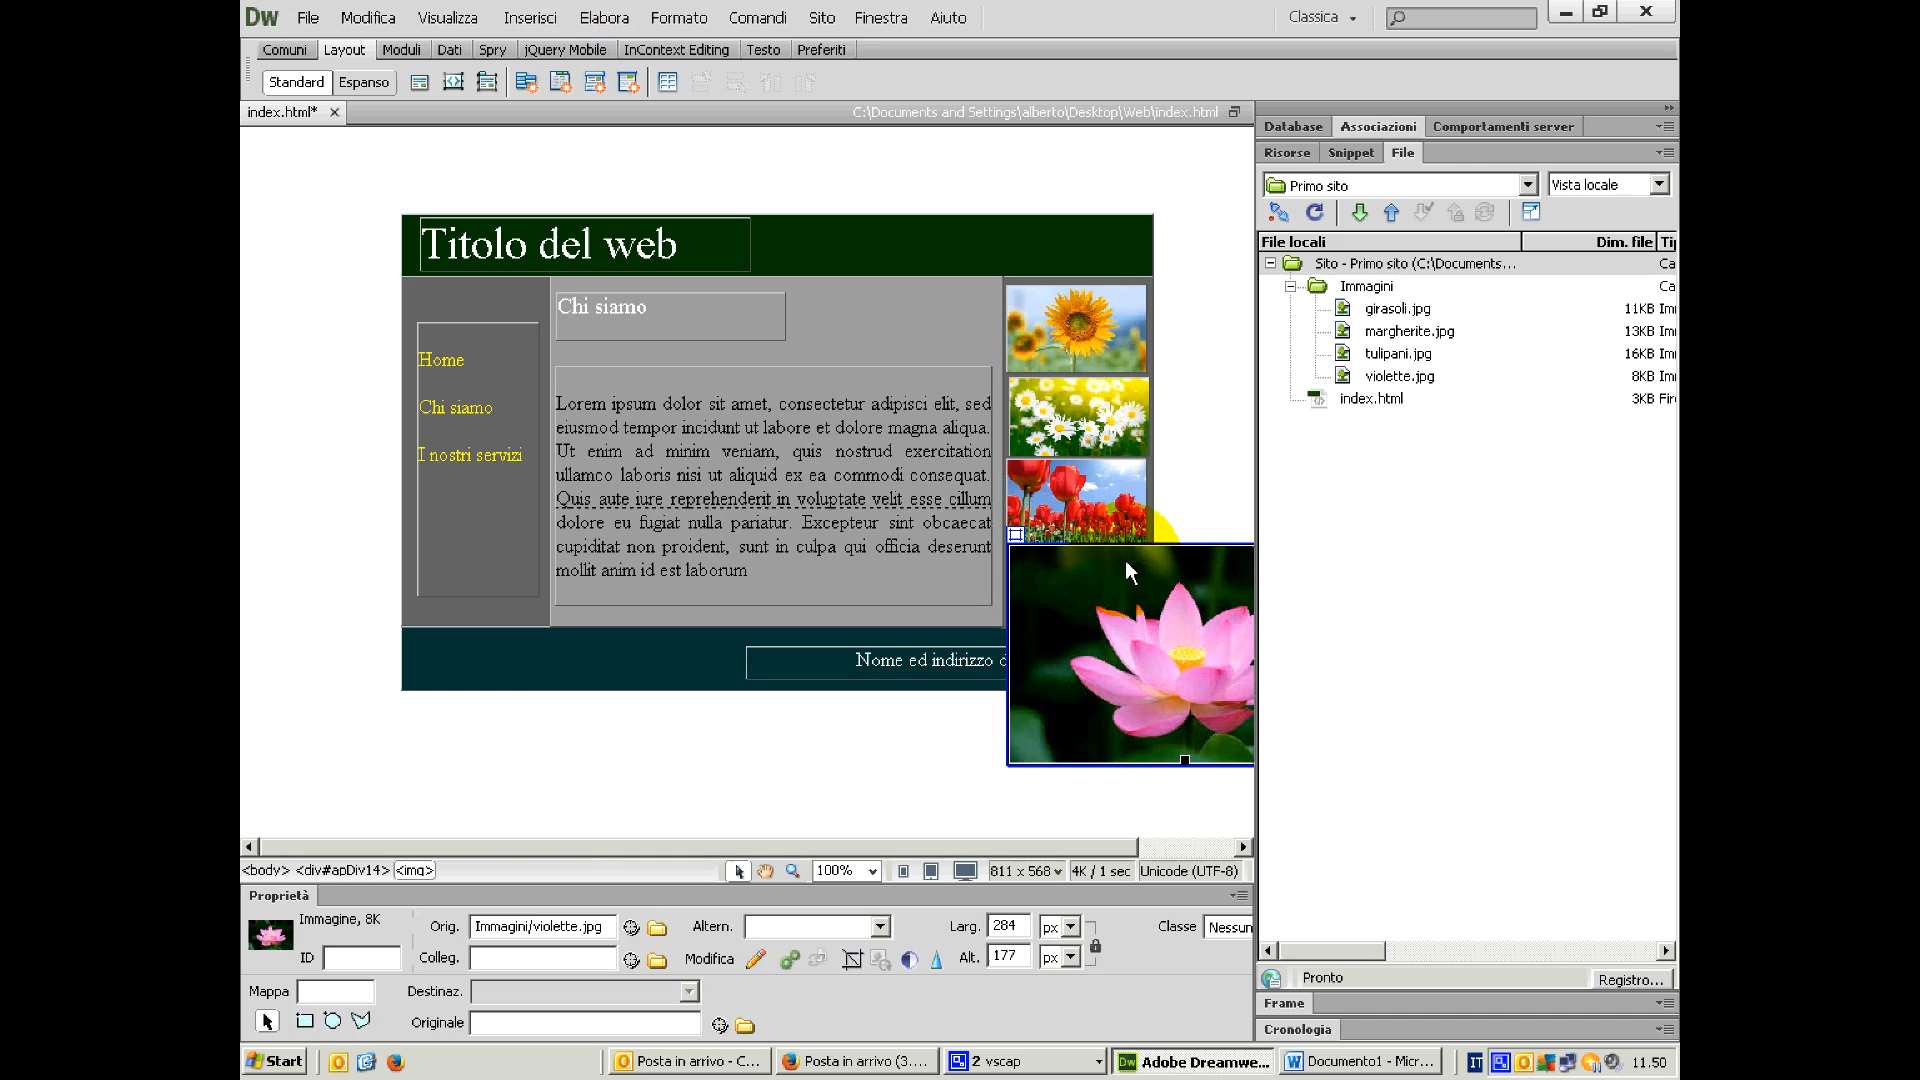 Dw File Modifica Visualizza Inserisci Elabora Formato Comandi Sito Finestra Aiuto Classica
Comuni Layout Moduli Dati Spry jQuery Mobile InContext Editing Testo Preferiti
Standard Espanso
index.html* C:\Documents and Settings\alberto\Desktop\Web\index.html
Database Associazioni Comportamenti server
Risorse Snippet File
Primo sito Vista locale
File locali Dim. file
Sito - Primo sito (C:\Documents... Ca
Immagini Ca
girasoli.jpg 11KB
margherite.jpg 13KB
tulipani.jpg 16KB
violette.jpg 8KB
index.html 3KB
Titolo del web
Chi siamo
Home
Chi siamo
I nostri servizi
Lorem ipsum dolor sit amet, consectetur adipisci elit, sed
eiusmod tempor incidunt ut labore et dolore magna aliqua.
Ut enim ad minim veniam, quis nostrud exercitation
ullamco laboris nisi ut aliquid ex ea commodi consequat.
Quis aute iure reprehenderit in voluptate velit esse cillum
dolore eu fugiat nulla pariatur. Excepteur sint obcaecat
cupiditat non proident, sunt in culpa qui officia deserunt
mollit anim id est laborum
Nome ed indirizzo
<body> <div#apDiv14> <img> 100% 811 x 568 4K / 1 sec Unicode (UTF-8)
Proprietà
Immagine, 8K Orig. Immagini/violette.jpg Altern. Larg. 284 px Classe Nessun
ID Colleg. Modifica Alt. 177 px
Mappa Destinaz.
Originale
Pronto Registro...
Frame
Cronologia
Start Posta in arrivo - C... Posta in arrivo (3.... 2 vscap Adobe Dreamwe... Documento1 - Micr... IT 11.50